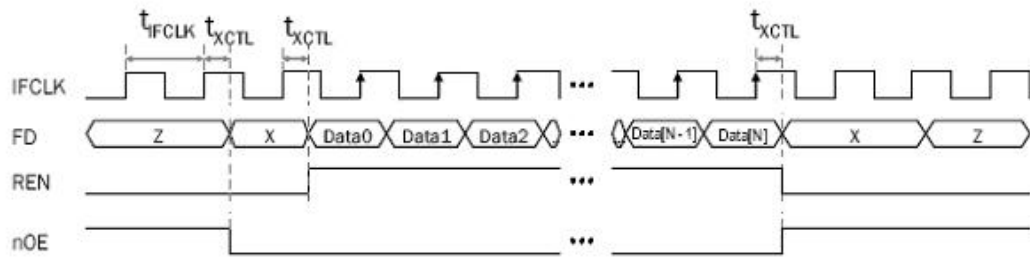 tIFCLK tXCTL tXCTL tXCTL
IFCLK
FD Z X Data0 Data1 Data2 Data[N-1] Data[N] X Z
REN
nOE